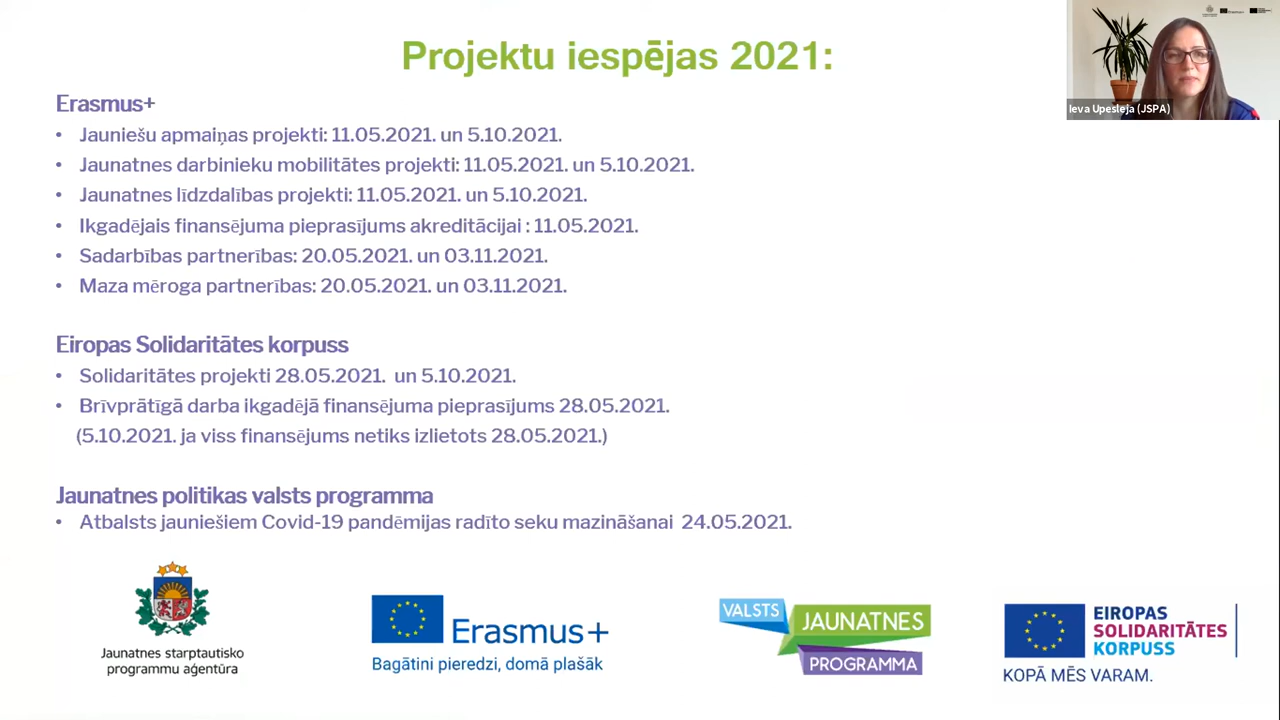 Projektu iespējas 2021:
Ieva Upesleja (JSPA)
Erasmus+
• Jauniešu apmaiņas projekti: 11.05.2021. un 5.10.2021.
• Jaunatnes darbinieku mobilitātes projekti: 11.05.2021. un 5.10.2021.
• Jaunatnes līdzdalības projekti: 11.05.2021. un 5.10.2021.
• Ikgadējais finansējuma pieprasījums akreditācijai : 11.05.2021.
• Sadarbības partnerības: 20.05.2021. un 03.11.2021.
• Maza mēroga partnerības: 20.05.2021. un 03.11.2021.
Eiropas Solidaritātes korpuss
• Solidaritātes projekti 28.05.2021. un 5.10.2021.
• Brīvprātīgā darba ikgadējā finansējuma pieprasījums 28.05.2021.
(5.10.2021. ja viss finansējums netiks izlietots 28.05.2021.)
Jaunatnes politikas valsts programma
• Atbalsts jauniešiem Covid-19 pandēmijas radīto seku mazināšanai 24.05.2021.
Jaunatnes starptautisko
programmu aģentūra
Erasmus+
Bagātini pieredzi, domā plašāk
VALSTS
JAUNATNES
PROGRAMMA
EIROPAS
SOLIDARITĀTES
KORPUSS
KOPĀ MĒS VARAM.